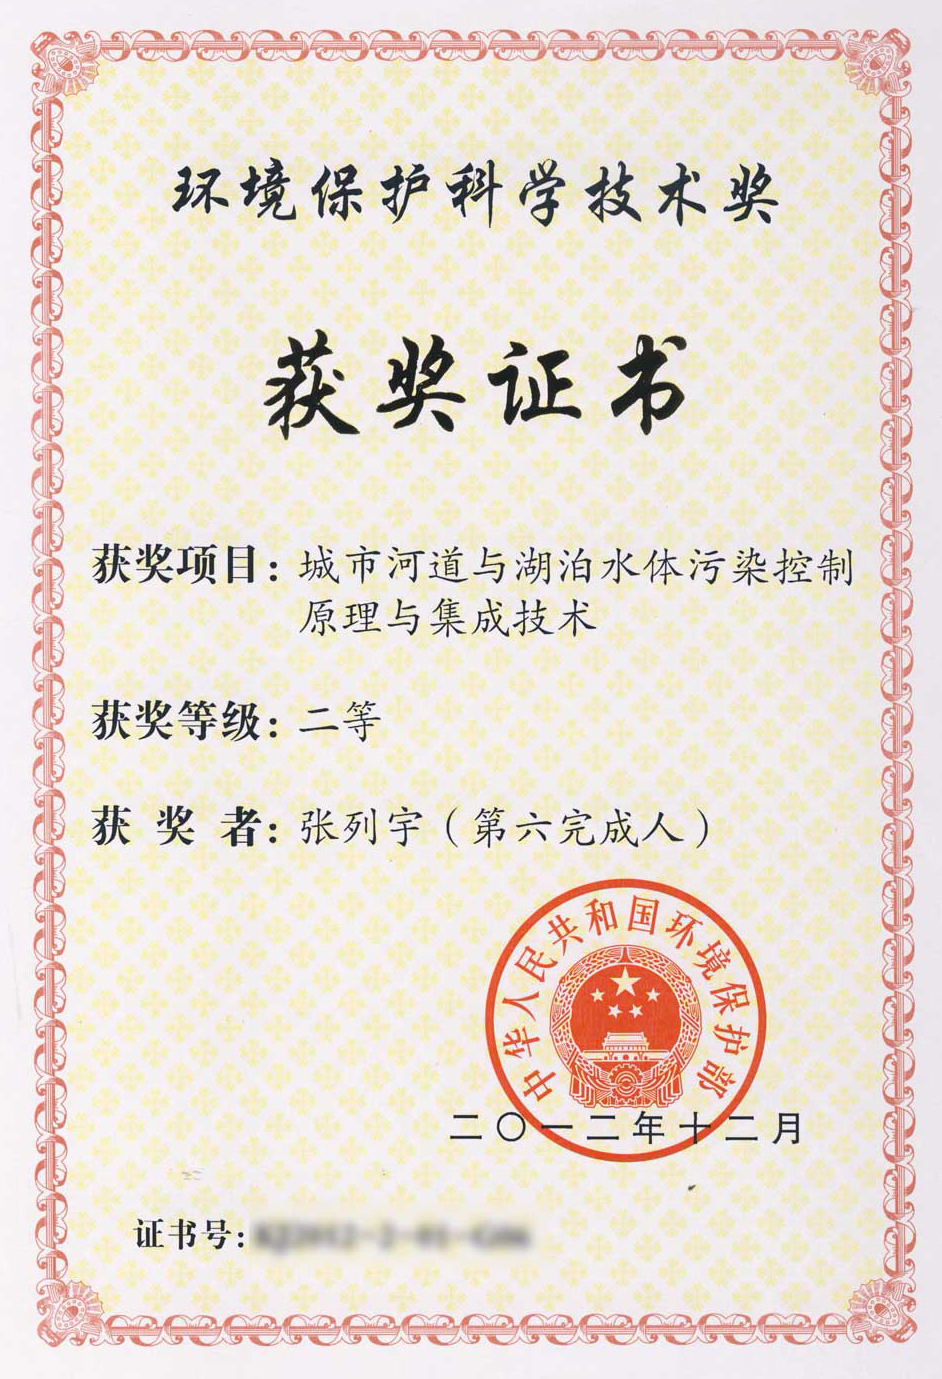 环境保护科学技术奖
获奖证书
获奖项目：城市河道与湖泊水体污染控制
原理与集成技术
获奖等级：二等
获奖者：张列宇（第六完成人）
中华人民共和国环境保护部
二〇一二年十二月
证书号：